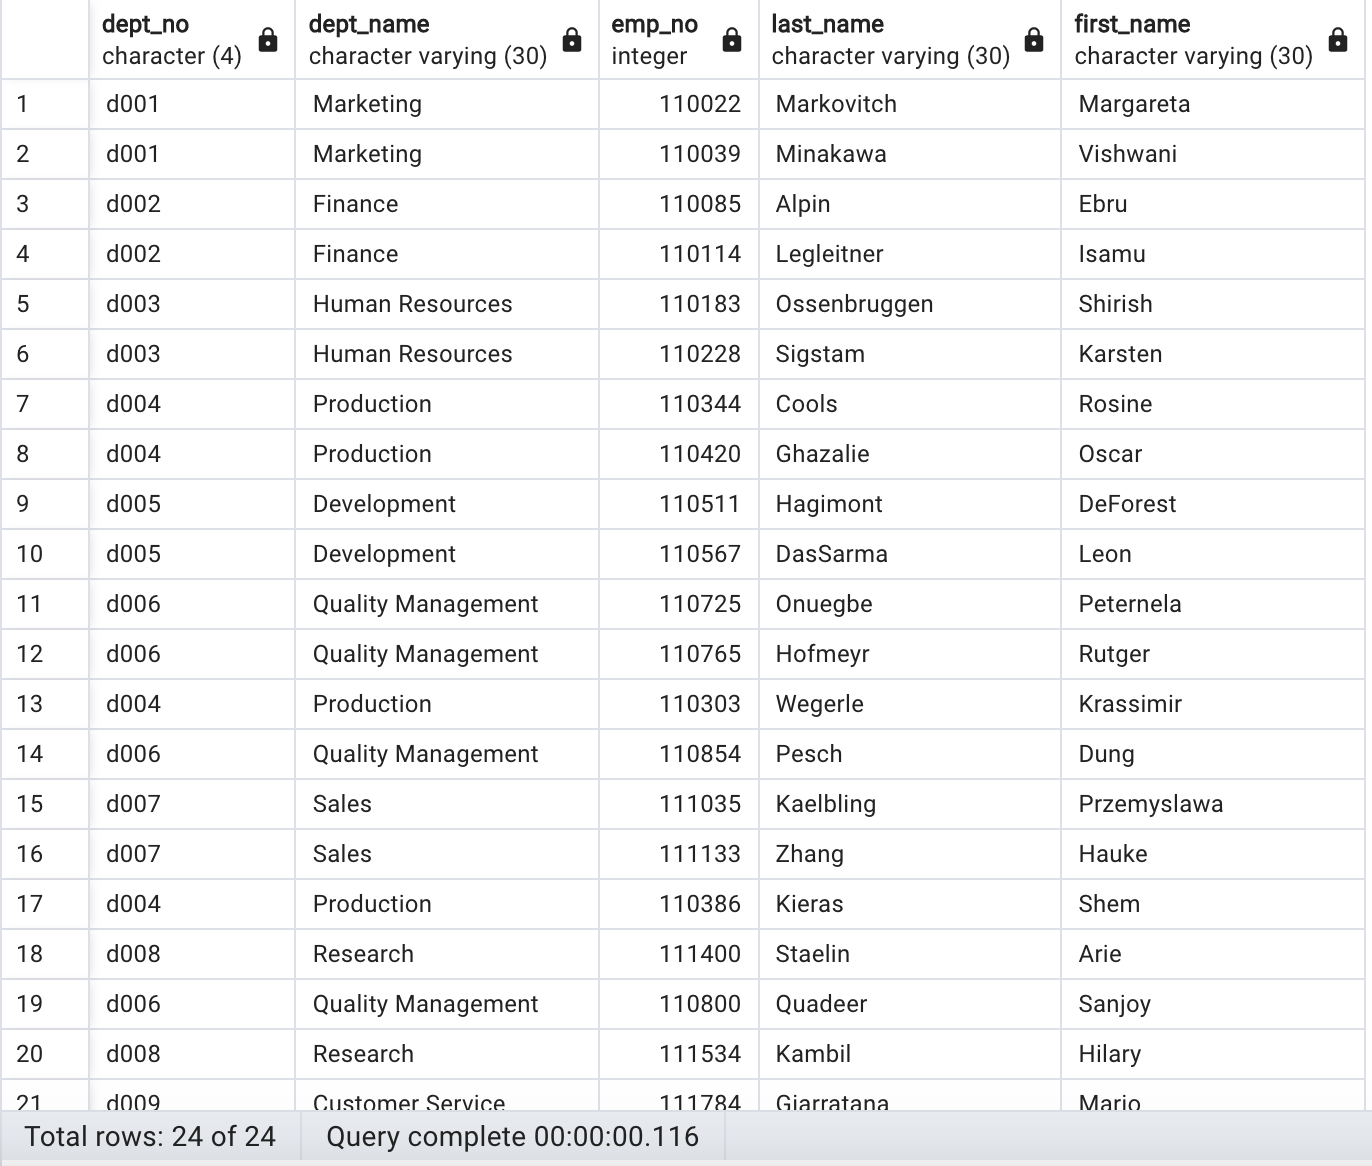 dept_no character (4) dept_name character varying (30) emp_no integer last_name character varying (30) first_name character varying (30)
1 d001 Marketing 110022 Markovitch Margareta
2 d001 Marketing 110039 Minakawa Vishwani
3 d002 Finance 110085 Alpin Ebru
4 d002 Finance 110114 Legleitner Isamu
5 d003 Human Resources 110183 Ossenbruggen Shirish
6 d003 Human Resources 110228 Sigstam Karsten
7 d004 Production 110344 Cools Rosine
8 d004 Production 110420 Ghazalie Oscar
9 d005 Development 110511 Hagimont DeForest
10 d005 Development 110567 DasSarma Leon
11 d006 Quality Management 110725 Onuegbe Peternela
12 d006 Quality Management 110765 Hofmeyr Rutger
13 d004 Production 110303 Wegerle Krassimir
14 d006 Quality Management 110854 Pesch Dung
15 d007 Sales 111035 Kaelbling Przemyslawa
16 d007 Sales 111133 Zhang Hauke
17 d004 Production 110386 Kieras Shem
18 d008 Research 111400 Staelin Arie
19 d006 Quality Management 110800 Quadeer Sanjoy
20 d008 Research 111534 Kambil Hilary
21 d009 Customer Service 111784 Giarratana Mario
Total rows: 24 of 24 Query complete 00:00:00.116